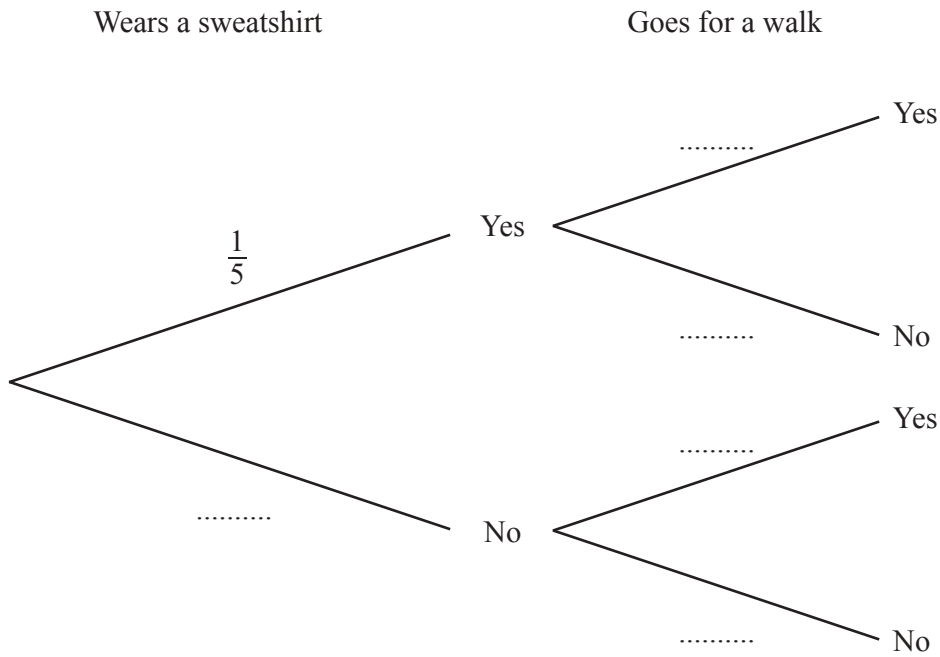 Wears a sweatshirt Goes for a walk
Yes
..........
1/5
Yes
..........
No
Yes
..........
..........
No
..........
No